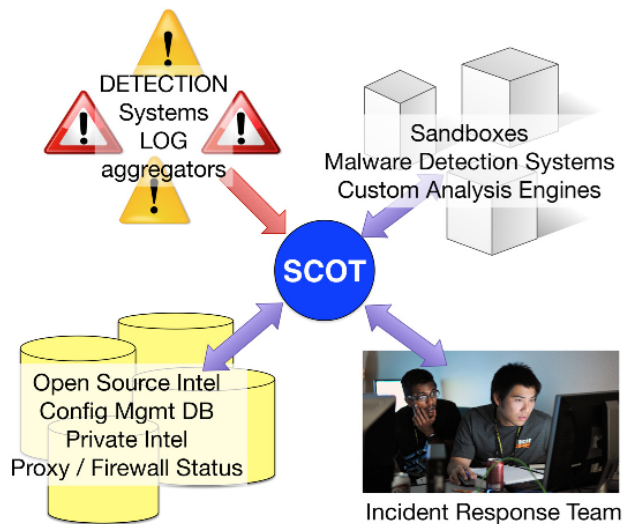 DETECTION
Systems
LOG
aggregators
Sandboxes
Malware Detection Systems
Custom Analysis Engines
SCOT
Open Source Intel
Config Mgmt DB
Private Intel
Proxy / Firewall Status
Incident Response Team